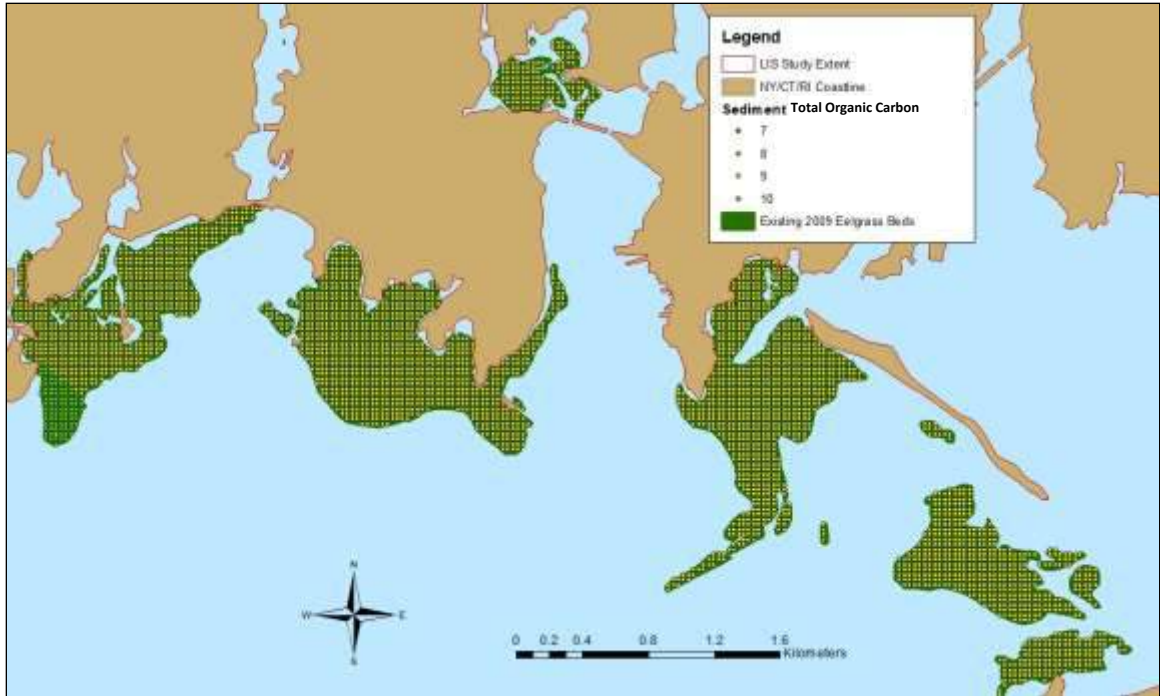 Legend
LIS Study Extent
NY/CT/RI Coastline
Sediment Total Organic Carbon
7
8
9
10
Existing 2009 Eelgrass Beds
N
W E
S
0 0.2 0.4 0.8 1.2 1.6
Kilometers